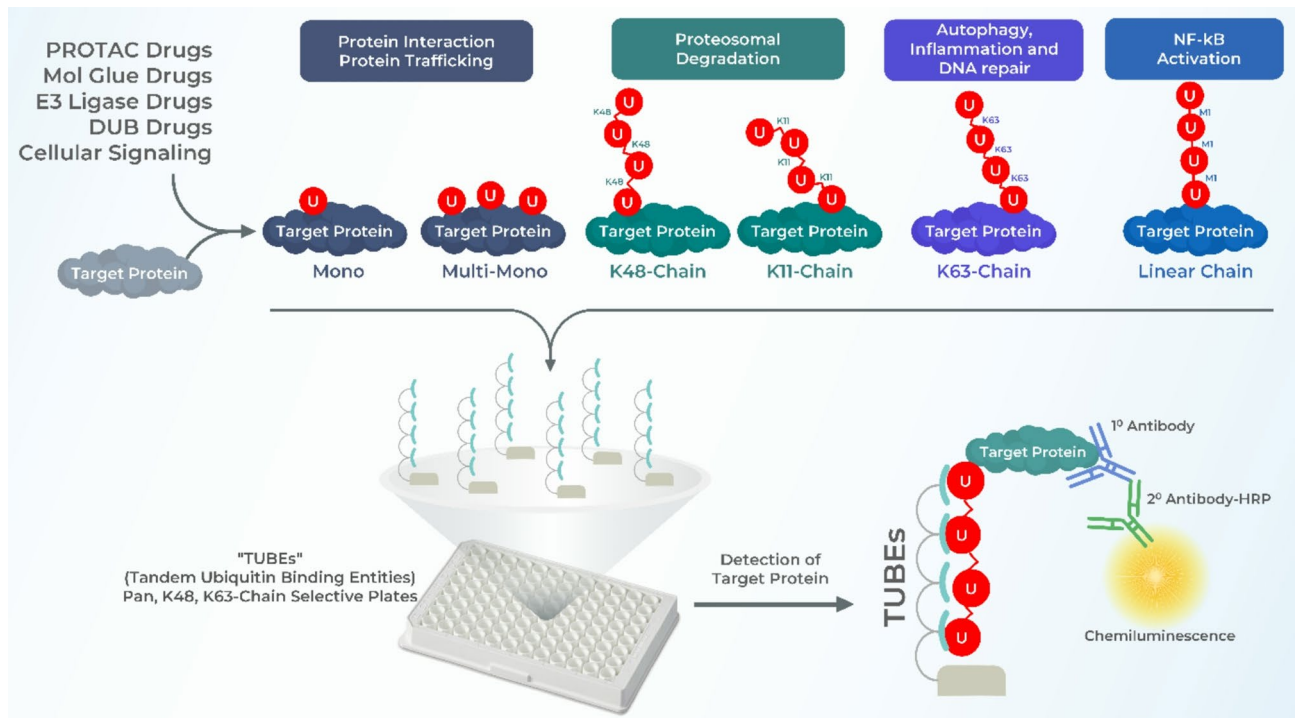 PROTAC Drugs
Mol Glue Drugs
E3 Ligase Drugs
DUB Drugs
Cellular Signaling
Target Protein
Protein Interaction
Protein Trafficking
Proteosomal
Degradation
Autophagy,
Inflammation and
DNA repair
NF-kB
Activation
U
Target Protein
Mono
U U U
Target Protein
Multi-Mono
U
K48
U
K48
U
K48
U
Target Protein
K48-Chain
U
K11
U
K11
U
K11
U
Target Protein
K11-Chain
U
K63
U
K63
U
K63
U
Target Protein
K63-Chain
U
M1
U
M1
U
M1
U
Target Protein
Linear Chain
"TUBEs"
(Tandem Ubiquitin Binding Entities)
Pan, K48, K63-Chain Selective Plates
Detection of
Target Protein
TUBEs
U
U
U
U
Target Protein
1⁰ Antibody
2⁰ Antibody-HRP
Chemiluminescence